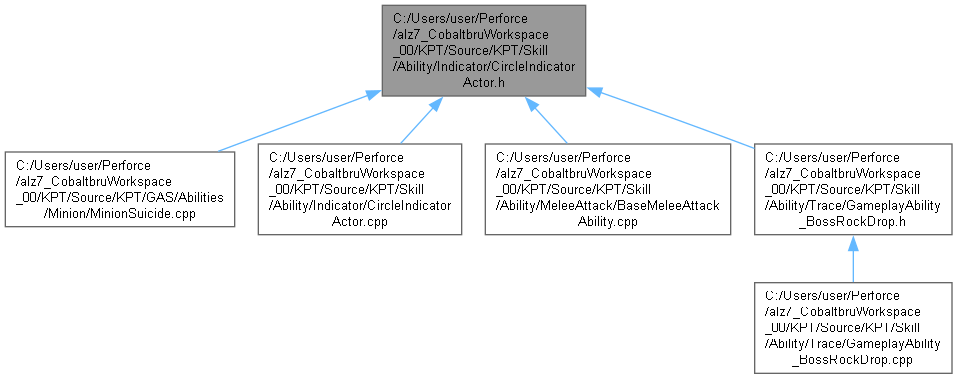 C:/Users/user/Perforce
/alz7_CobaltbruWorkspace
_00/KPT/Source/KPT/Skill
/Ability/Indicator/CircleIndicator
Actor.h
C:/Users/user/Perforce
/alz7_CobaltbruWorkspace
_00/KPT/Source/KPT/GAS/Abilities
/Minion/MinionSuicide.cpp
C:/Users/user/Perforce
/alz7_CobaltbruWorkspace
_00/KPT/Source/KPT/Skill
/Ability/Indicator/CircleIndicator
Actor.cpp
C:/Users/user/Perforce
/alz7_CobaltbruWorkspace
_00/KPT/Source/KPT/Skill
/Ability/MeleeAttack/BaseMeleeAttack
Ability.cpp
C:/Users/user/Perforce
/alz7_CobaltbruWorkspace
_00/KPT/Source/KPT/Skill
/Ability/Trace/GameplayAbility
_BossRockDrop.h
C:/Users/user/Perforce
/alz7_CobaltbruWorkspace
_00/KPT/Source/KPT/Skill
/Ability/Trace/GameplayAbility
_BossRockDrop.cpp